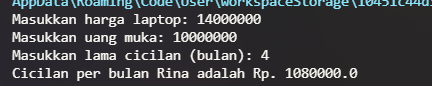 AppData\Roaming\Code\User\workspaceStorage\10451c44d
Masukkan harga laptop: 14000000
Masukkan uang muka: 10000000
Masukkan lama cicilan (bulan): 4
Cicilan per bulan Rina adalah Rp. 1080000.0